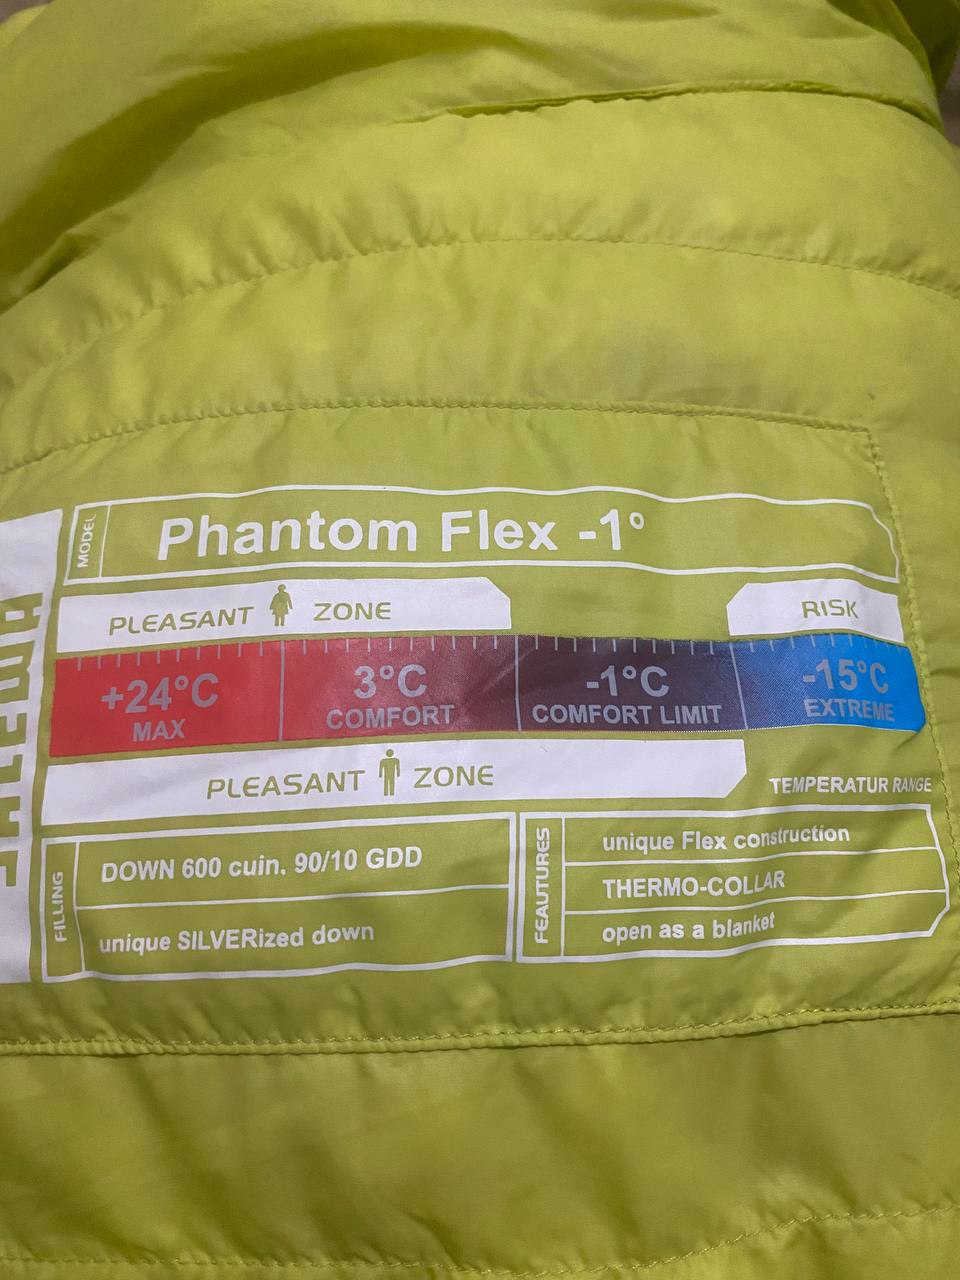 MODEL
Phantom Flex -1°
PLEASANT ZONE
RISK
+24°C
MAX
3°C
COMFORT
-1°C
COMFORT LIMIT
-15°C
EXTREME
PLEASANT ZONE
TEMPERATUR RANGE
FILLING
DOWN 600 cuin. 90/10 GDD
unique SILVERized down
FEAUTURES
unique Flex construction
THERMO-COLLAR
open as a blanket